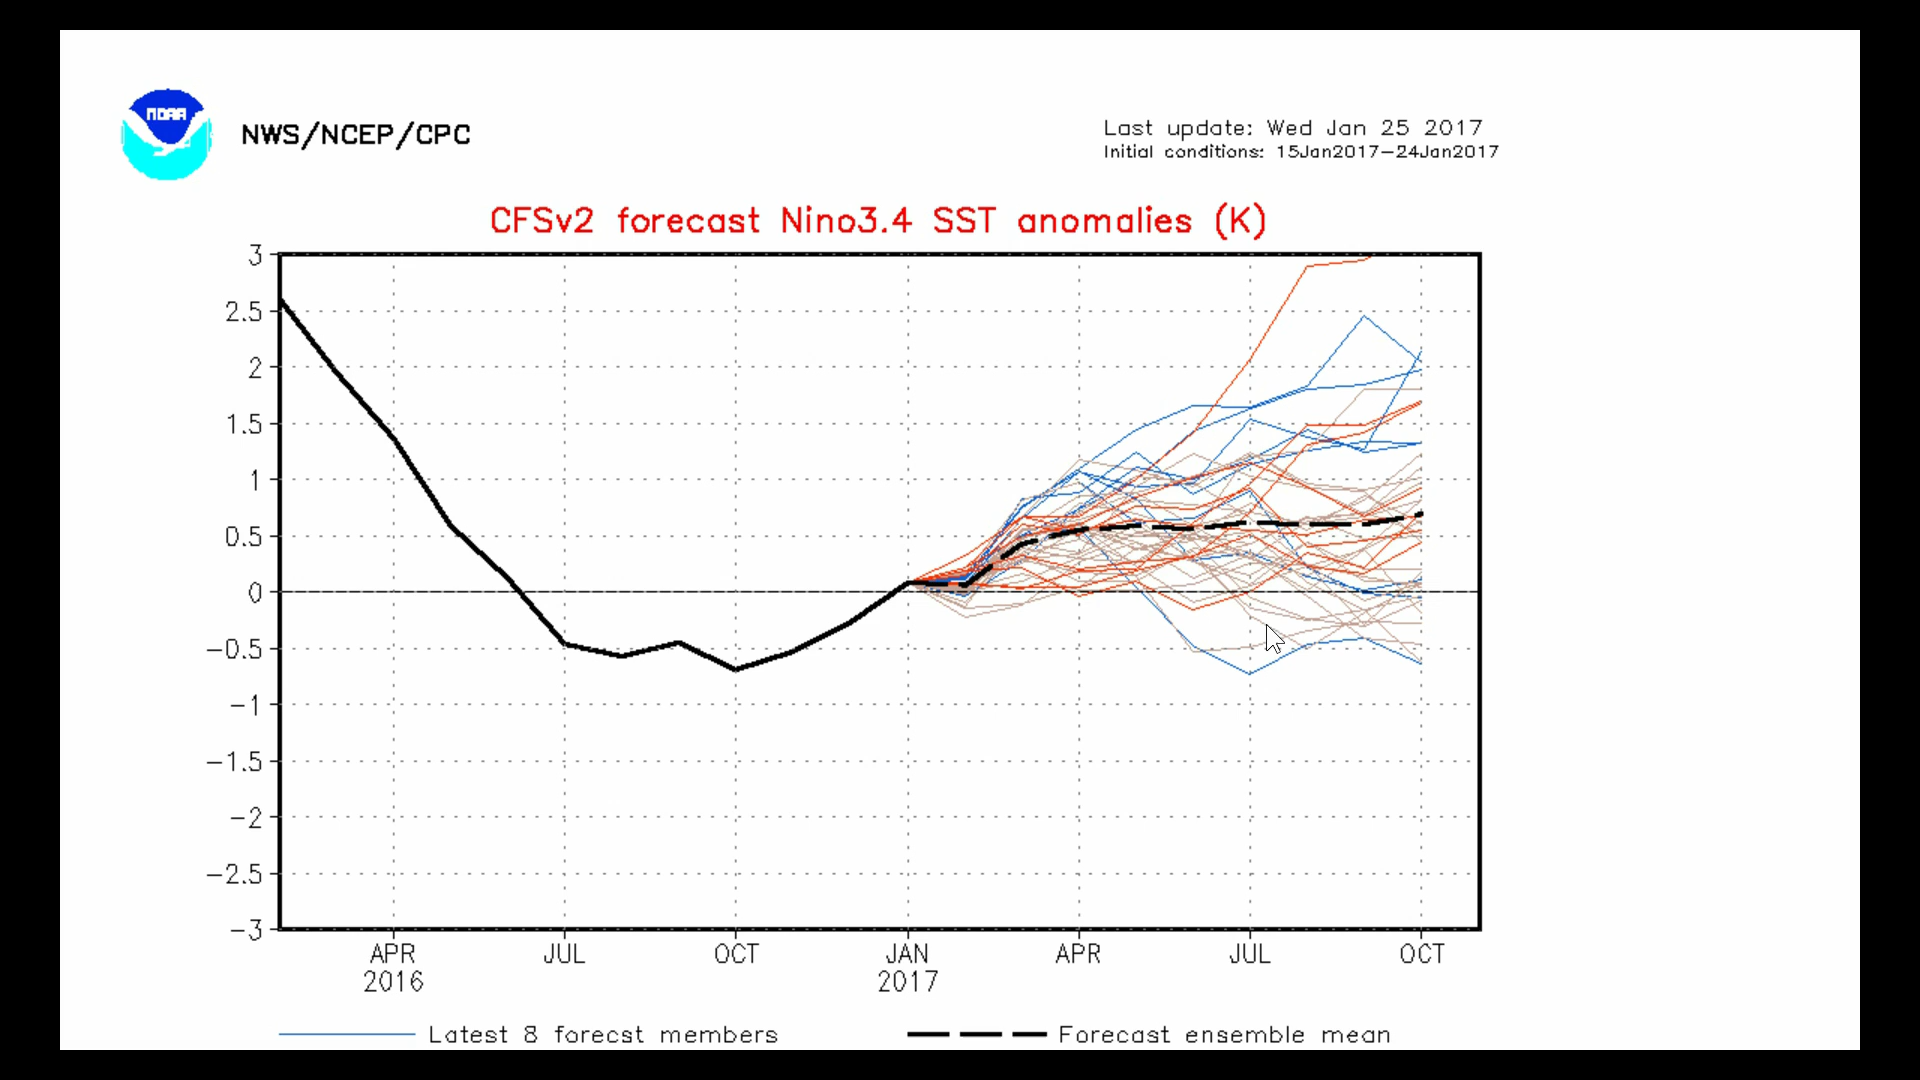 NOAA
NWS/NCEP/CPC
Last update: Wed Jan 25 2017
Initial conditions: 15Jan2017−24Jan2017
CFSv2 forecast Nino3.4 SST anomalies (K)
3
2.5
2
1.5
1
0.5
0
−0.5
−1
−1.5
−2
−2.5
−3
APR JUL OCT JAN APR JUL OCT
2016 2017
Latest 8 forecst members Forecast ensemble mean